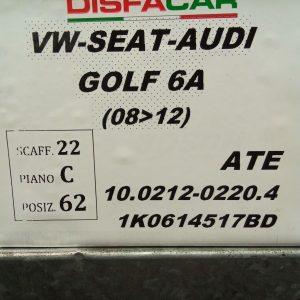 DISFACAR
VW-SEAT-AUDI
GOLF 6A
(08>12)
SCAFF. 22
PIANO C
POSIZ. 62
ATE
10.0212-0220.4
1K0614517BD